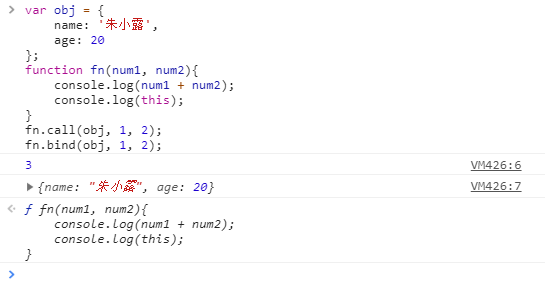 > var obj = {
name: '朱小露',
age: 20
};
function fn(num1, num2){
console.log(num1 + num2);
console.log(this);
}
fn.call(obj, 1, 2);
fn.bind(obj, 1, 2);
3 VM426:6
▶{name: "朱小露", age: 20} VM426:7
ƒ fn(num1, num2){
console.log(num1 + num2);
console.log(this);
}
>